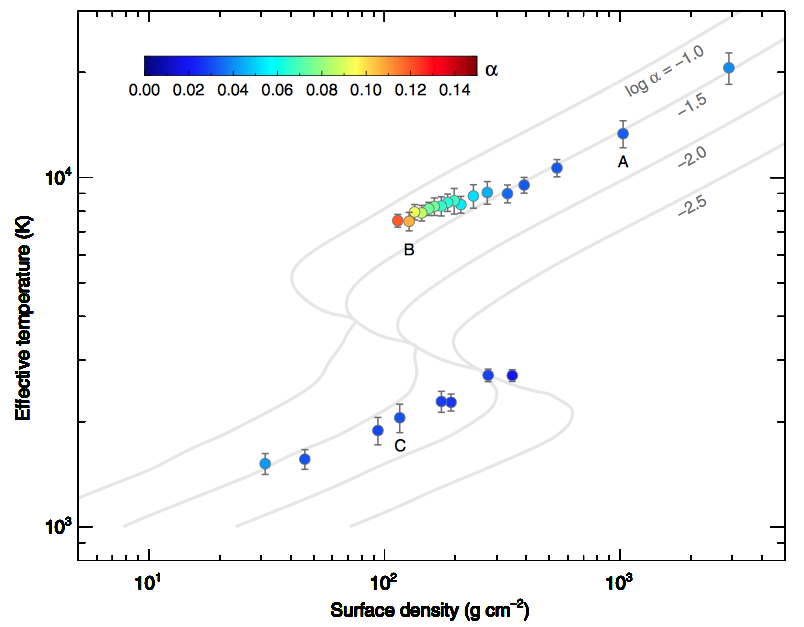 α
0.00 0.02 0.04 0.06 0.08 0.10 0.12 0.14
log α = −1.0
−1.5
−2.0
−2.5
A
B
C
10⁴
10³
Effective temperature (K)
10¹ 10² 10³
Surface density (g cm⁻²)